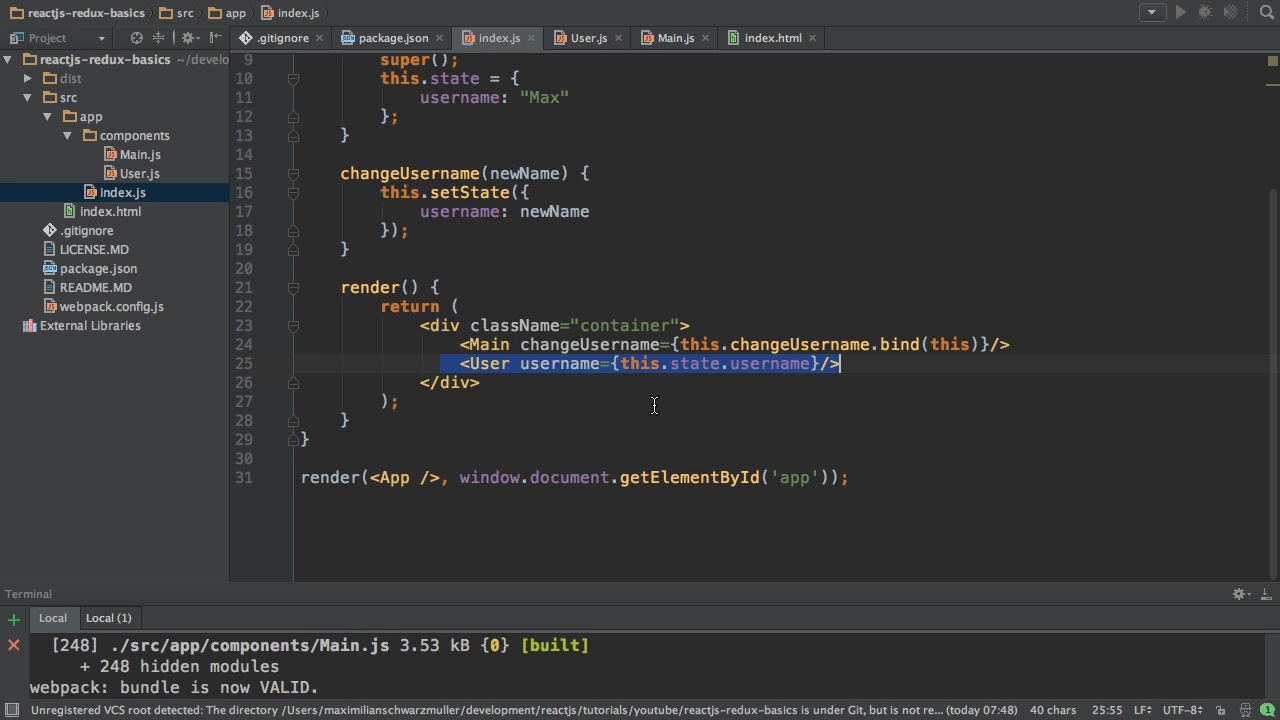 reactjs-redux-basics src app index.js
Project
.gitignore package.json index.js User.js Main.js index.html
reactjs-redux-basics ~/develo
dist
src
app
components
Main.js
User.js
index.js
index.html
.gitignore
LICENSE.MD
package.json
README.MD
webpack.config.js
External Libraries
9 super();
10 this.state = {
11 username: "Max"
12 };
13 }
14
15 changeUsername(newName) {
16 this.setState({
17 username: newName
18 });
19 }
20
21 render() {
22 return (
23 <div className="container">
24 <Main changeUsername={this.changeUsername.bind(this)}/>
25 <User username={this.state.username}/>
26 </div>
27 );
28 }
29 }
30
31 render(<App />, window.document.getElementById('app'));
Terminal
Local Local (1)
[248] ./src/app/components/Main.js 3.53 kB {0} [built]
+ 248 hidden modules
webpack: bundle is now VALID.
Unregistered VCS root detected: The directory /Users/maximilianschwarzmuller/development/reactjs/tutorials/youtube/reactjs-redux-basics is under Git, but is not re... (today 07:48) 40 chars 25:55 LF UTF-8 1